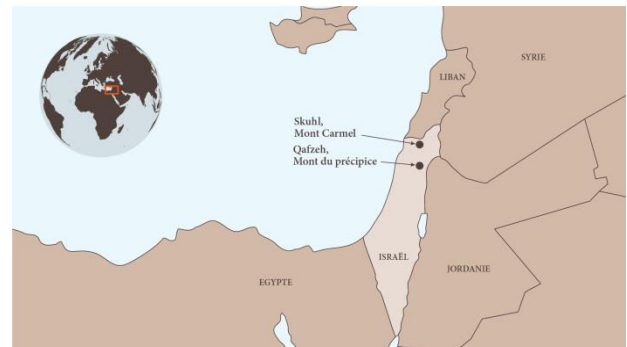 SYRIE
LIBAN
Skuhl,
Mont Carmel
Qafzeh,
Mont du précipice
ISRAËL
JORDANIE
EGYPTE